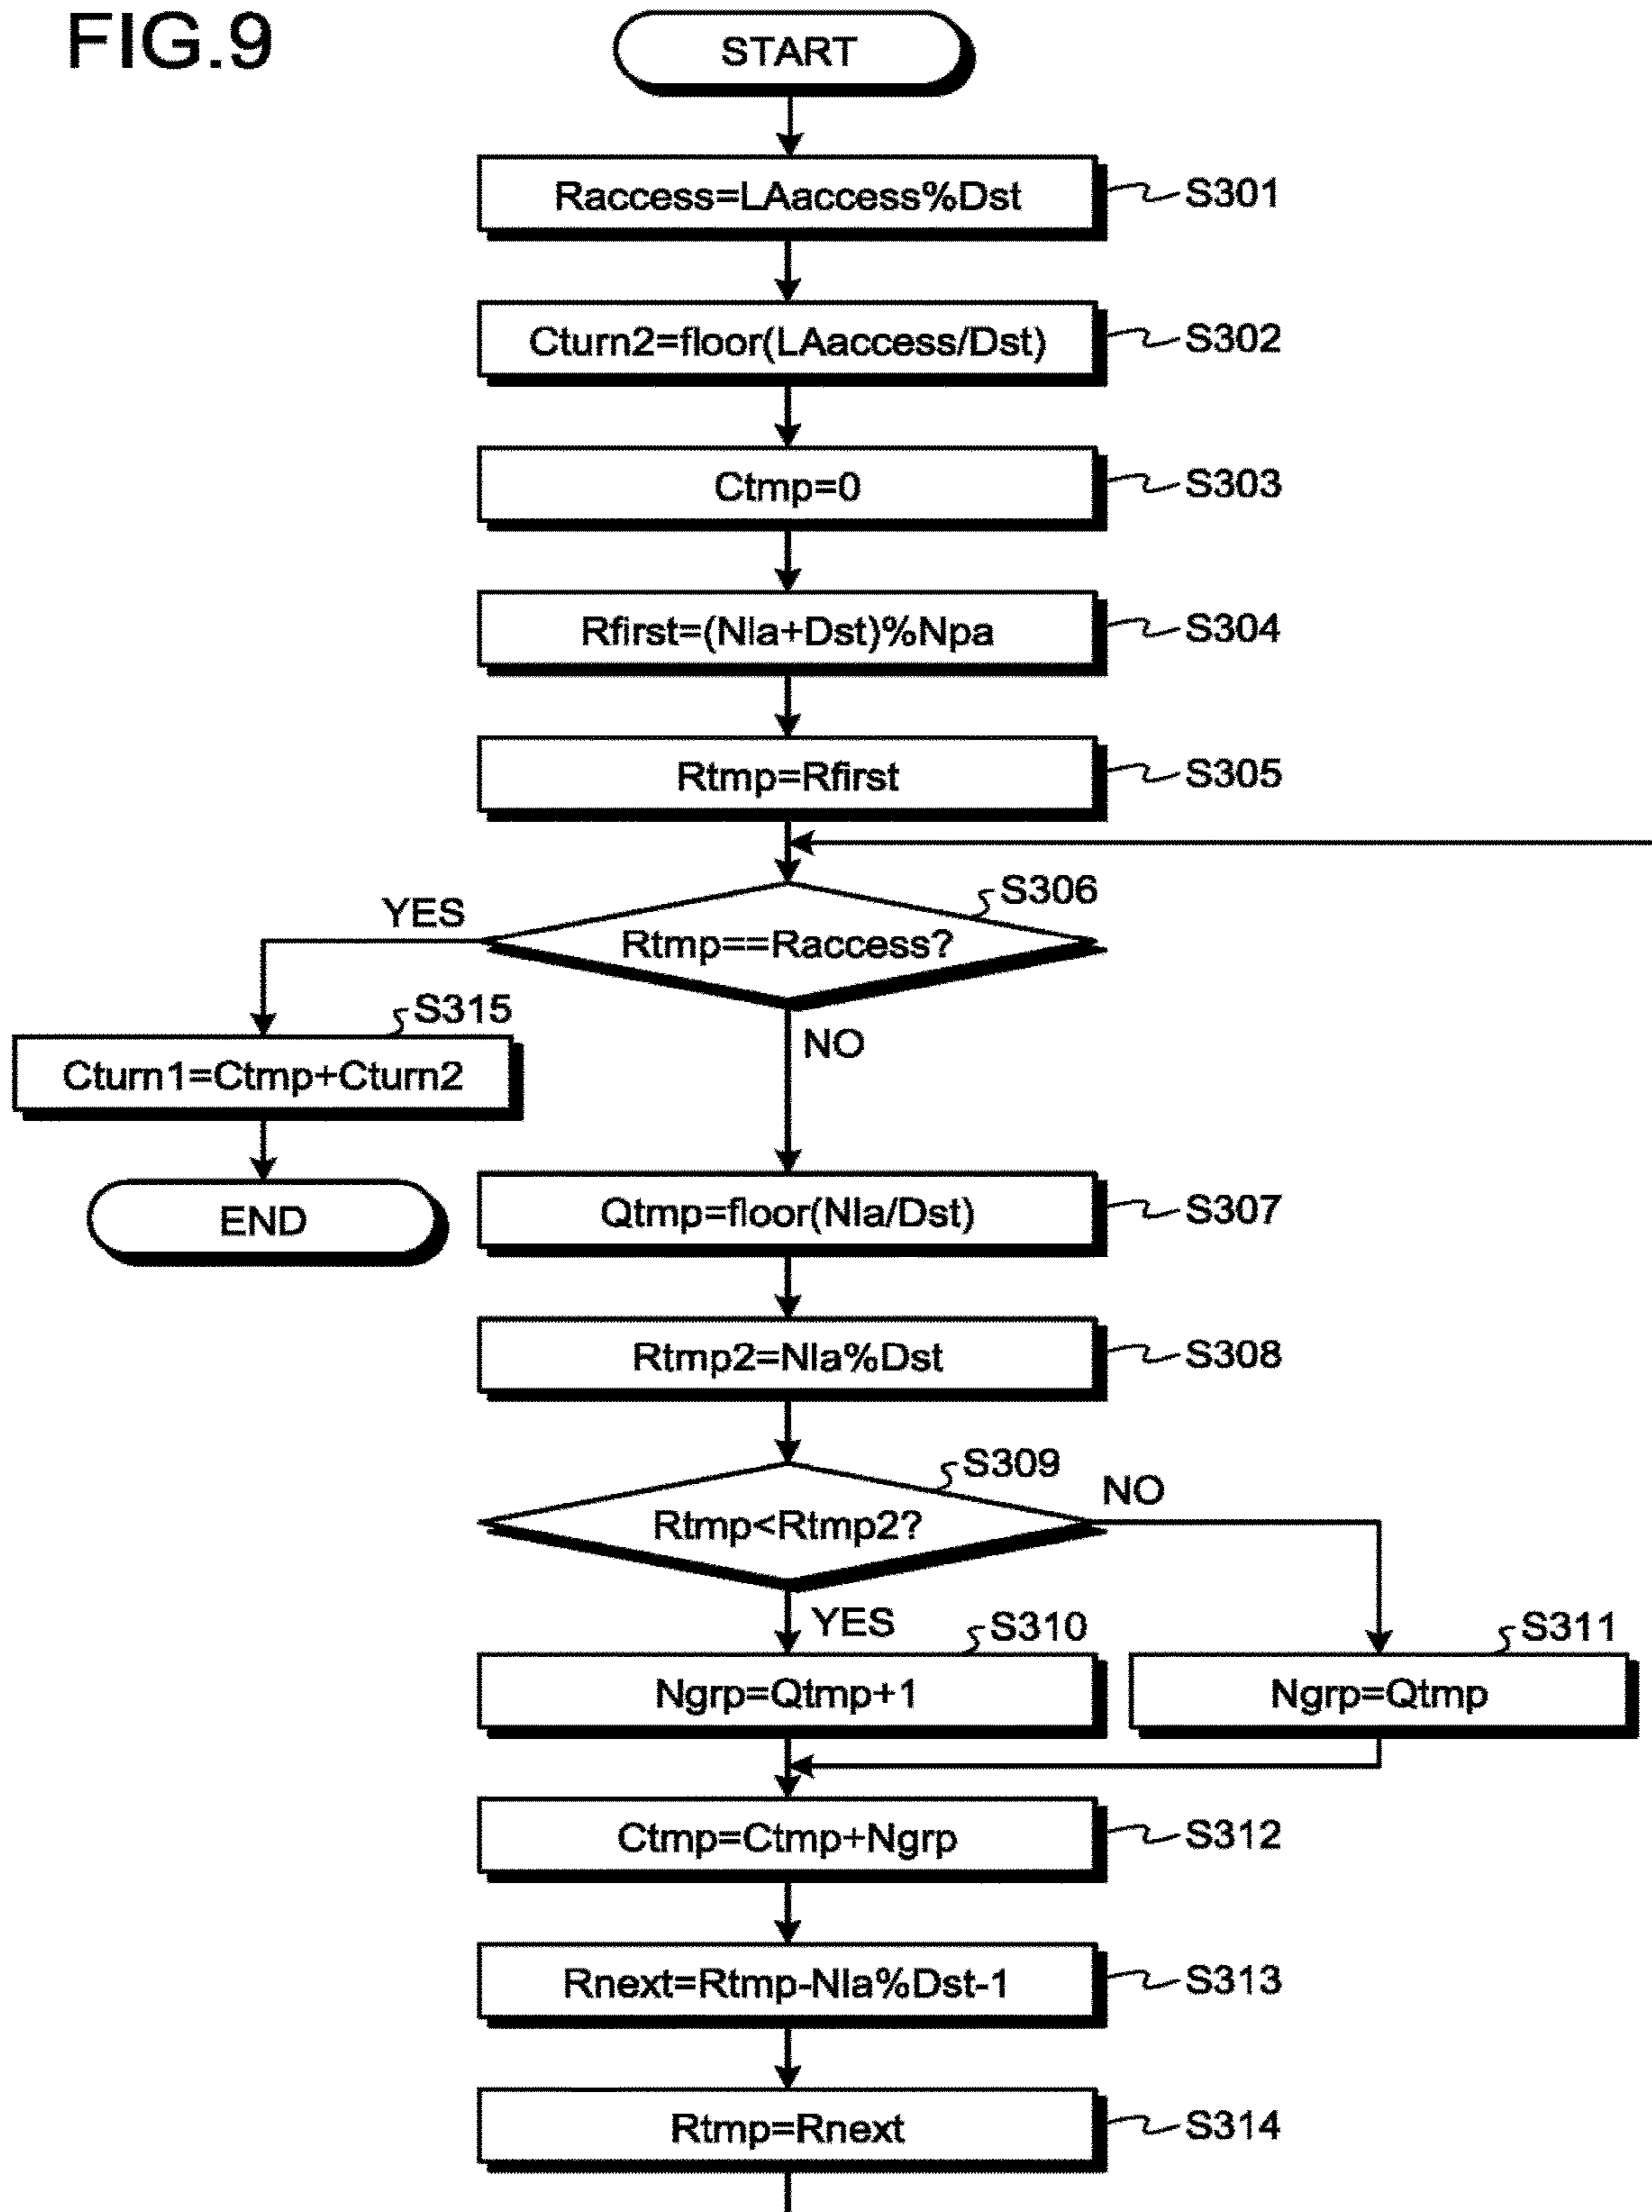 FIG.9
START
Raccess=LAaccess%Dst
S301
Cturn2=floor(LAaccess/Dst)
S302
Ctmp=0
S303
Rfirst=(Nla+Dst)%Npa
S304
Rtmp=Rfirst
S305
S306
YES
Rtmp==Raccess?
S315
NO
Cturn1=Ctmp+Cturn2
END
Qtmp=floor(Nla/Dst)
S307
Rtmp2=Nla%Dst
S308
S309
NO
Rtmp<Rtmp2?
YES
S310
S311
Ngrp=Qtmp+1
Ngrp=Qtmp
Ctmp=Ctmp+Ngrp
S312
Rnext=Rtmp-Nla%Dst-1
S313
Rtmp=Rnext
S314